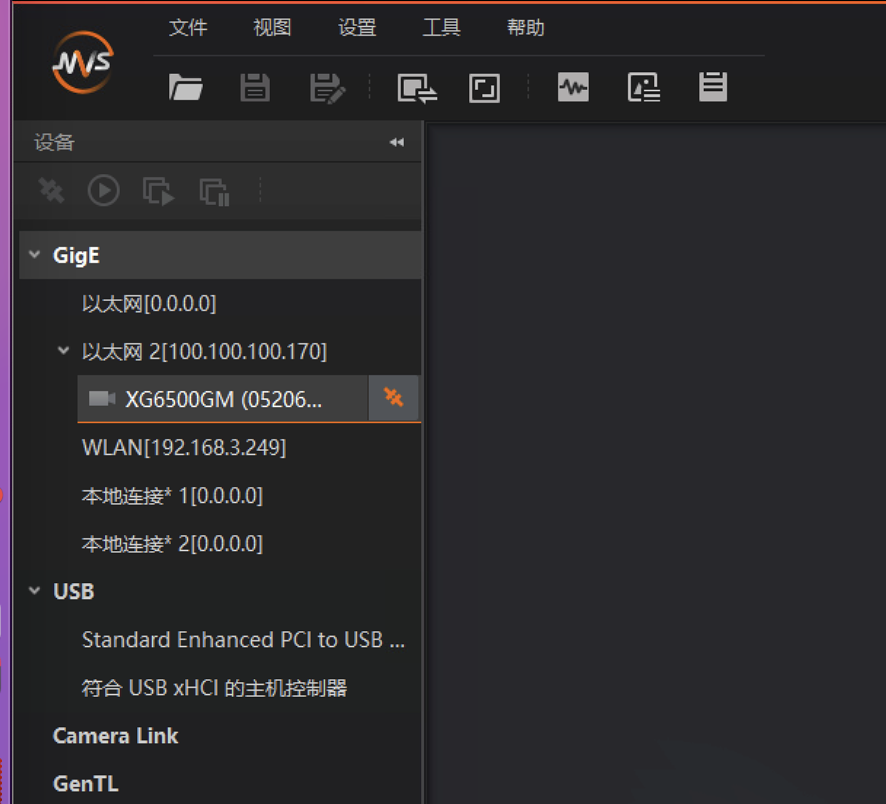 MVS
文件 视图 设置 工具 帮助
设备
GigE
以太网[0.0.0.0]
以太网 2[100.100.100.170]
XG6500GM (05206...
WLAN[192.168.3.249]
本地连接* 1[0.0.0.0]
本地连接* 2[0.0.0.0]
USB
Standard Enhanced PCI to USB ...
符合 USB xHCI 的主机控制器
Camera Link
GenTL